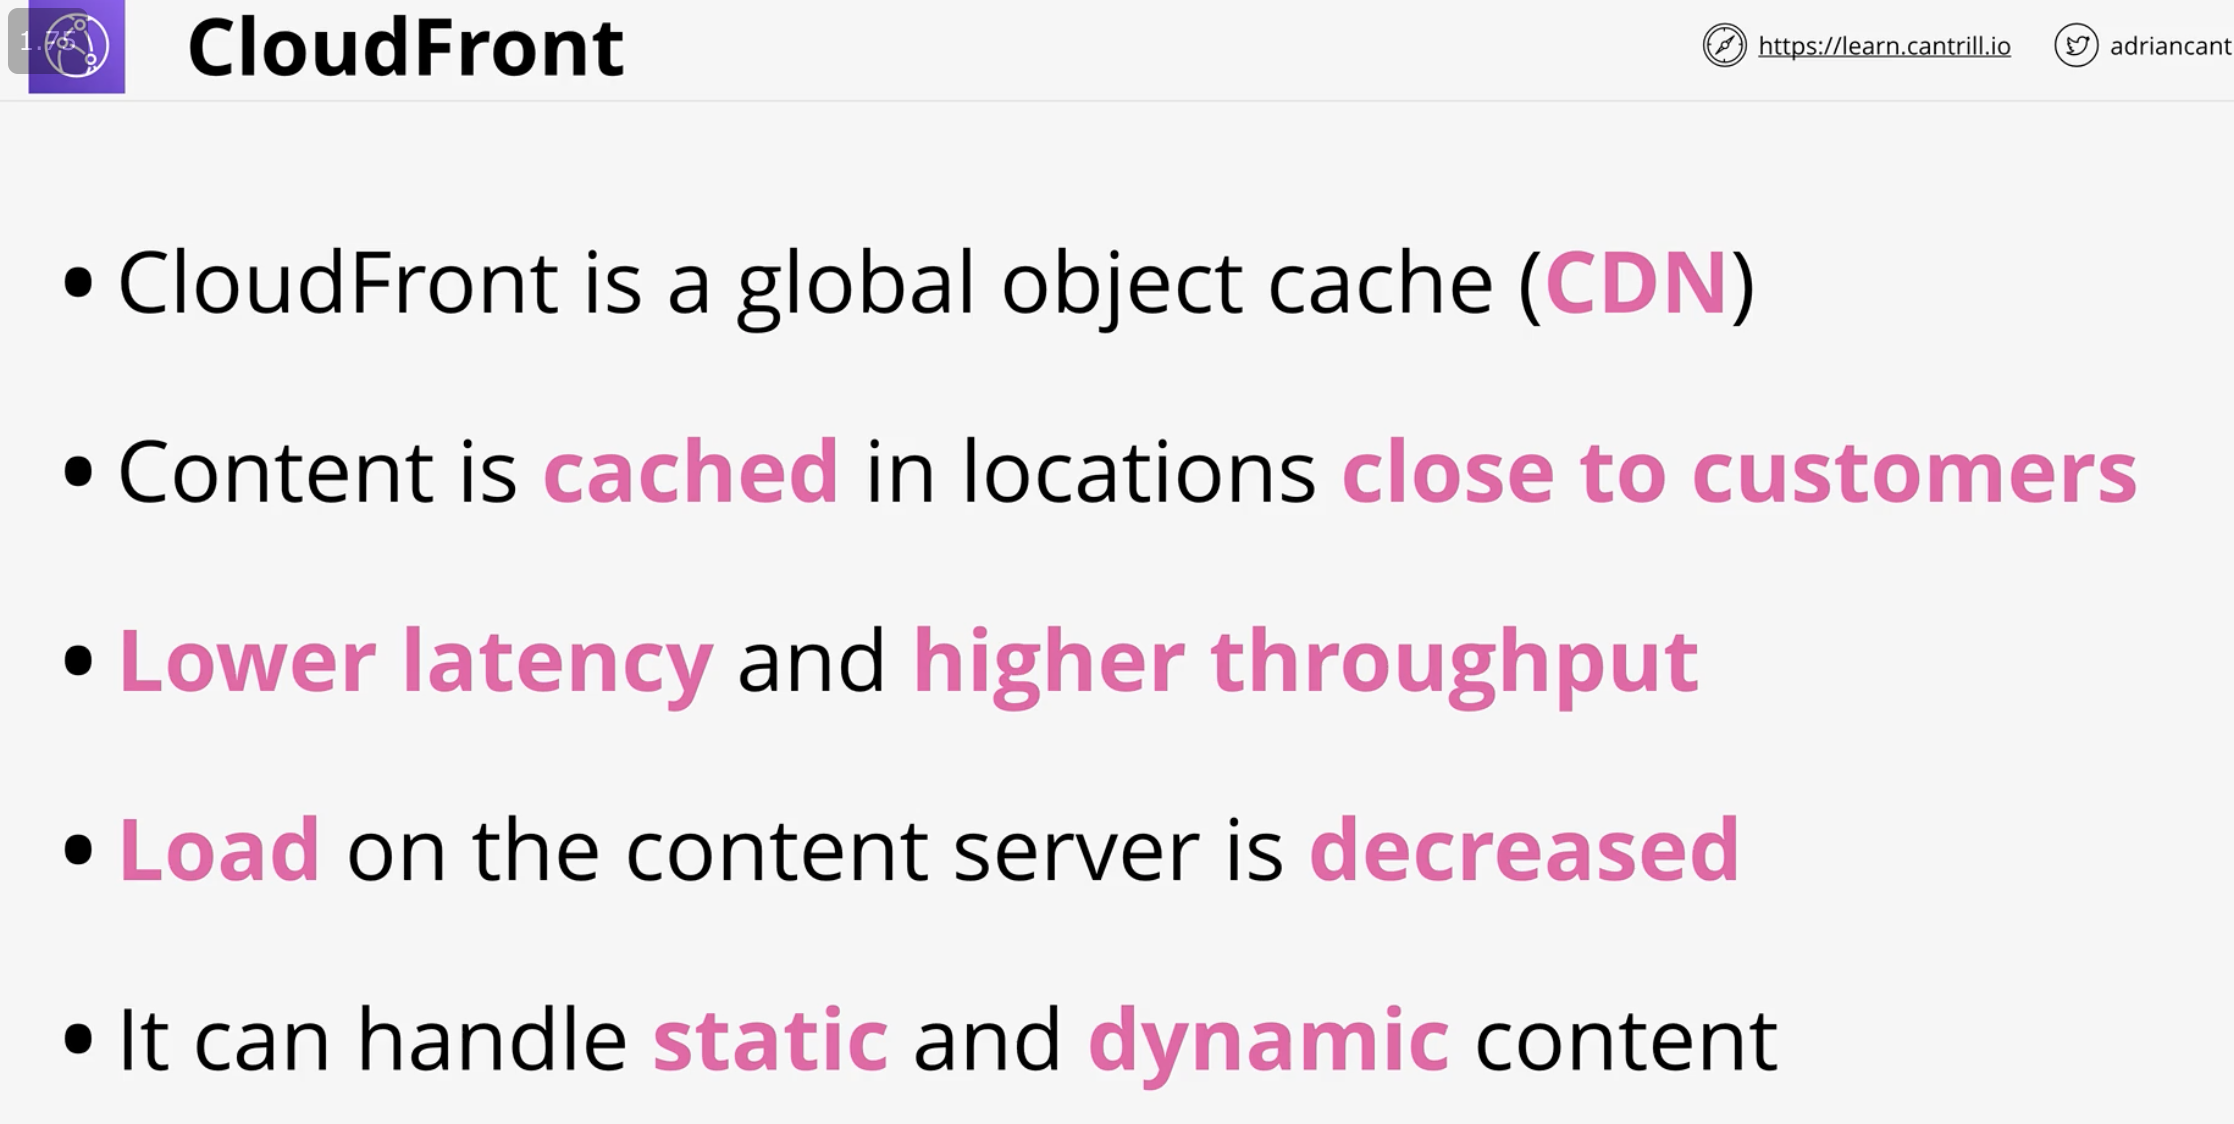 1.75
CloudFront
https://learn.cantrill.io
adriancant
• CloudFront is a global object cache (CDN)
• Content is cached in locations close to customers
• Lower latency and higher throughput
• Load on the content server is decreased
• It can handle static and dynamic content